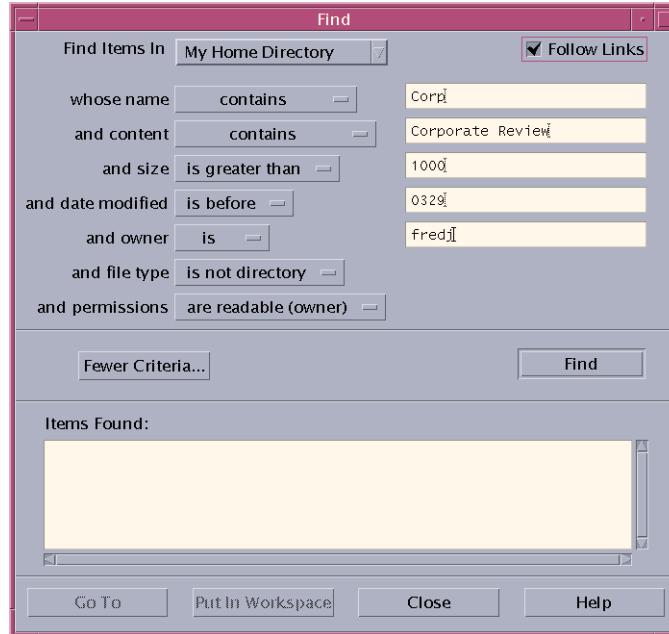 Find
Find Items In My Home Directory Follow Links
whose name contains Corp
and content contains Corporate Review
and size is greater than 1000
and date modified is before 0329
and owner is fredj
and file type is not directory
and permissions are readable (owner)
Fewer Criteria... Find
Items Found:
Go To Put In Workspace Close Help